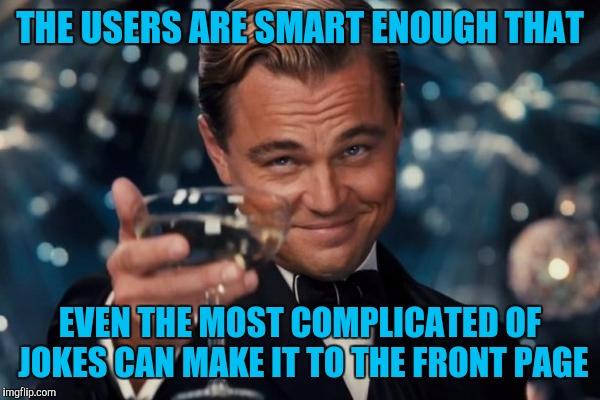 THE USERS ARE SMART ENOUGH THAT
EVEN THE MOST COMPLICATED OF
JOKES CAN MAKE IT TO THE FRONT PAGE
imgflip.com